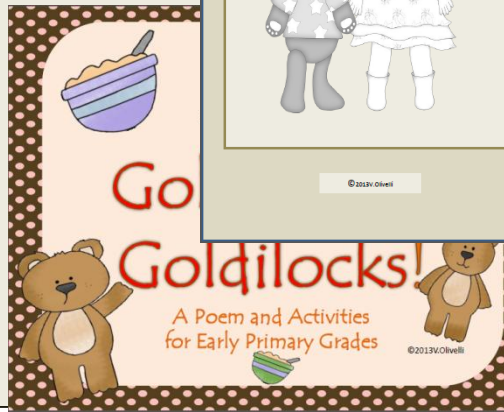 ©2013V.Olivelli
Goldilocks!
A Poem and Activities
for Early Primary Grades
©2013V.Olivelli